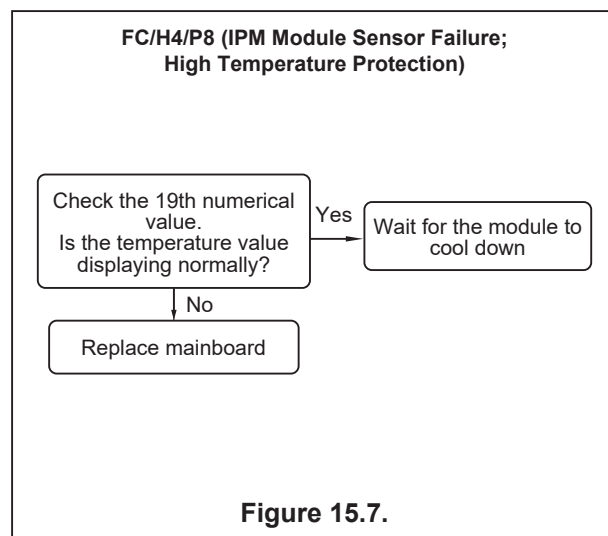 FC/H4/P8 (IPM Module Sensor Failure;
High Temperature Protection)
Check the 19th numerical
value.
Is the temperature value
displaying normally?
Yes
Wait for the module to
cool down
No
Replace mainboard
Figure 15.7.